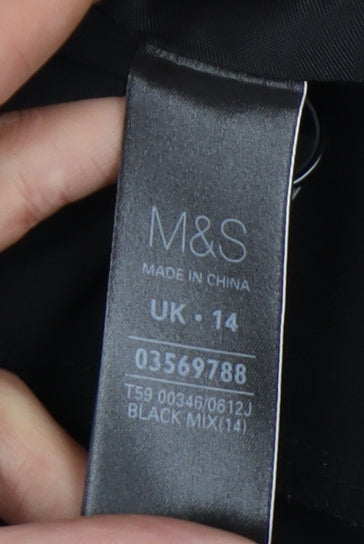 M&S
MADE IN CHINA
UK • 14
03569788
T59 00346/0612J
BLACK MIX(14)